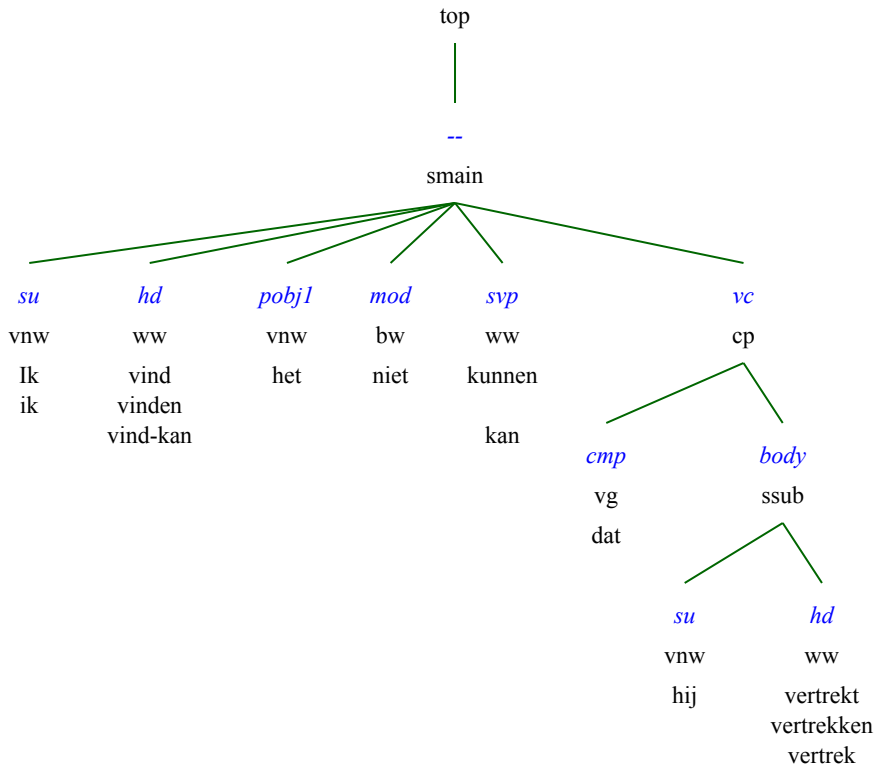 top
--
smain
su hd pobj1 mod svp vc
vnw ww vnw bw ww cp
Ik vind het niet kunnen
ik vinden
vind-kan kan
cmp body
vg ssub
dat
su hd
vnw ww
hij vertrekt
vertrekken
vertrek